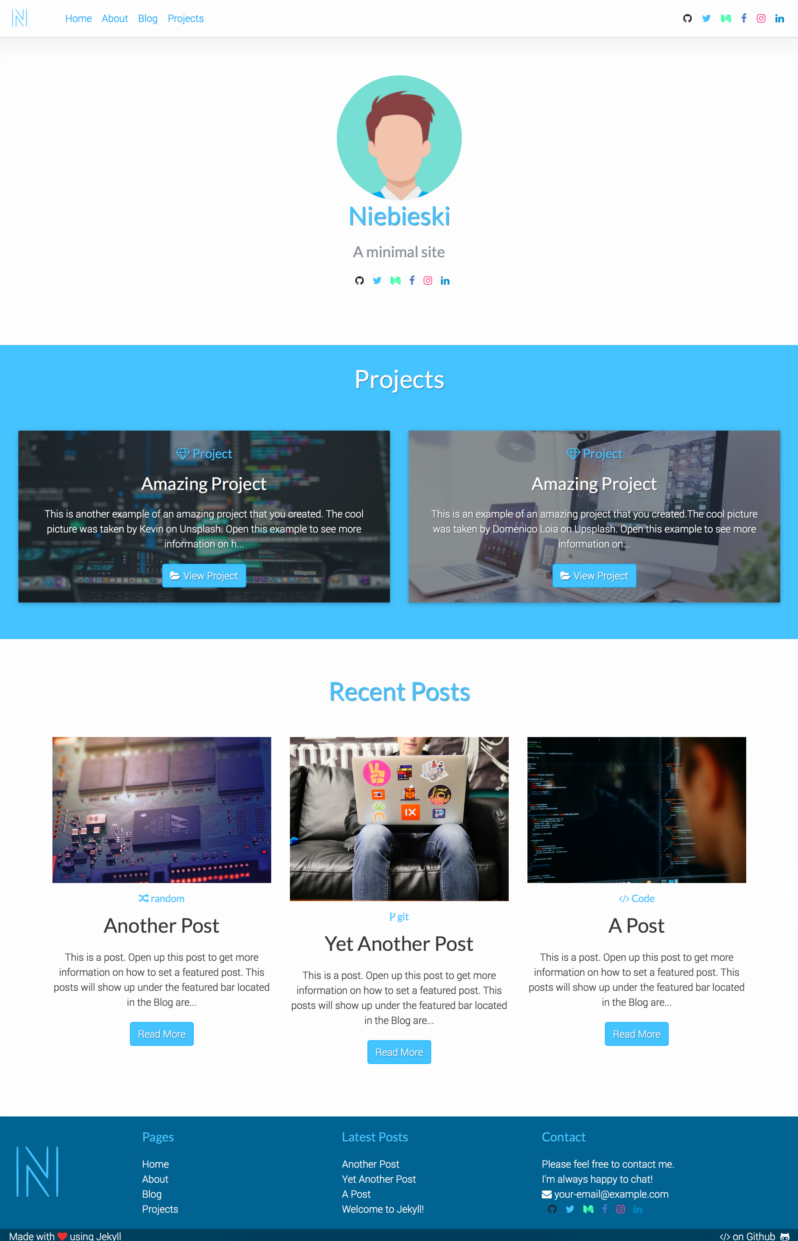 Home About Blog Projects
Niebieski
A minimal site
Projects
Project
Amazing Project
This is another example of an amazing project that you created. The cool
picture was taken by Kevin on Unsplash. Open this example to see more
information on h...
View Project
Project
Amazing Project
This is an example of an amazing project that you created.The cool picture
was taken by Domenico Loia on Upsplash. Open this example to see more
information on...
View Project
Recent Posts
random
Another Post
This is a post. Open up this post to get more
information on how to set a featured post. This
posts will show up under the featured bar located
in the Blog are...
Read More
git
Yet Another Post
This is a post. Open up this post to get more
information on how to set a featured post. This
posts will show up under the featured bar located
in the Blog are...
Read More
</> Code
A Post
This is a post. Open up this post to get more
information on how to set a featured post. This
posts will show up under the featured bar located
in the Blog are...
Read More
N
Pages
Home
About
Blog
Projects
Latest Posts
Another Post
Yet Another Post
A Post
Welcome to Jekyll!
Contact
Please feel free to contact me.
I'm always happy to chat!
your-email@example.com
Made with ❤ using Jekyll
</> on Github